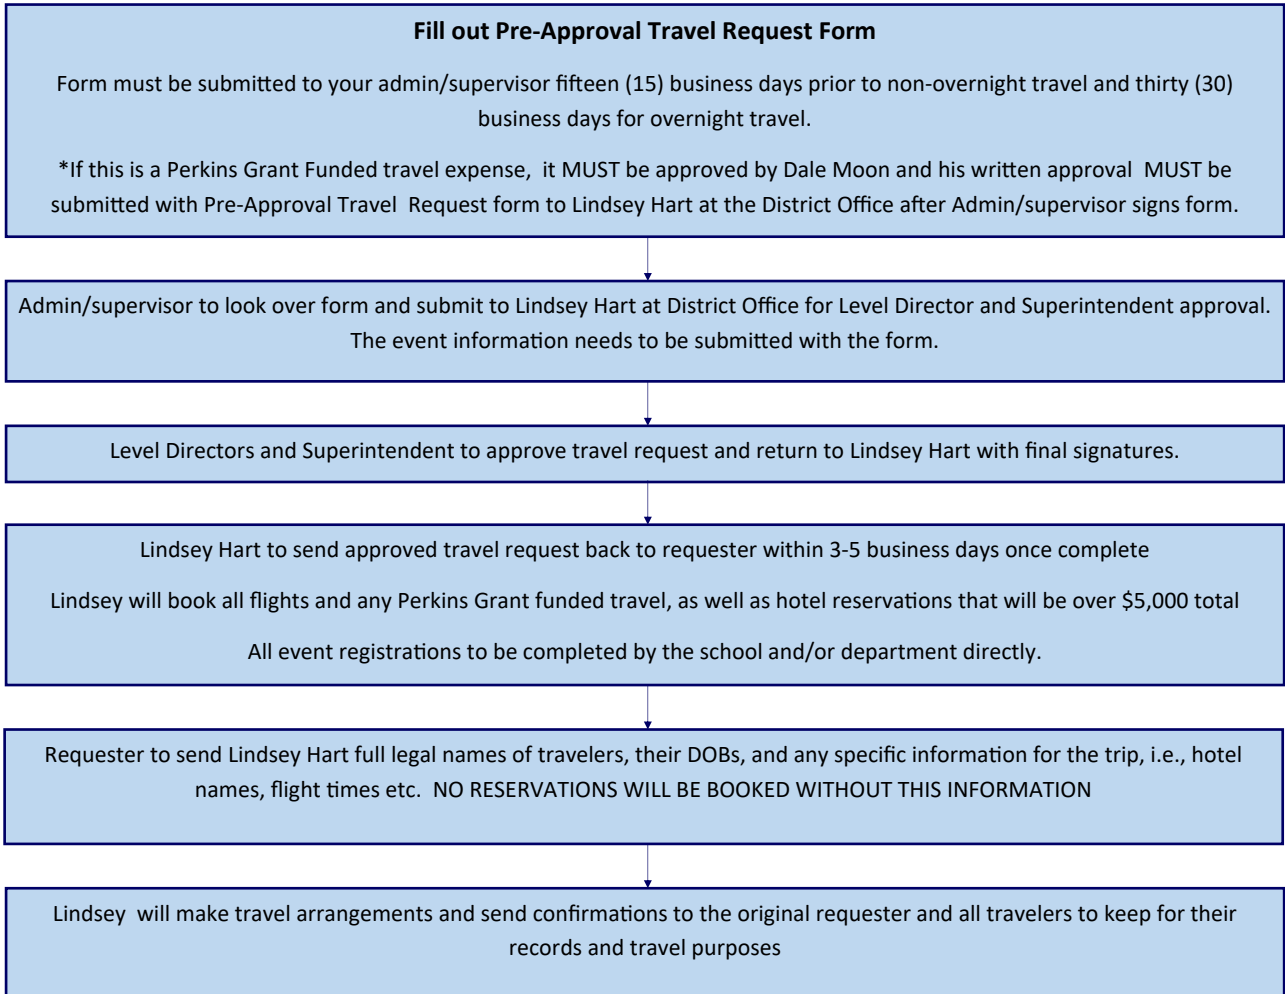 Fill out Pre-Approval Travel Request Form
Form must be submitted to your admin/supervisor fifteen (15) business days prior to non-overnight travel and thirty (30)
business days for overnight travel.
*If this is a Perkins Grant Funded travel expense,  it MUST be approved by Dale Moon and his written approval  MUST be
submitted with Pre-Approval Travel  Request form to Lindsey Hart at the District Office after Admin/supervisor signs form.
Admin/supervisor to look over form and submit to Lindsey Hart at District Office for Level Director and Superintendent approval.
The event information needs to be submitted with the form.
Level Directors and Superintendent to approve travel request and return to Lindsey Hart with final signatures.
Lindsey Hart to send approved travel request back to requester within 3-5 business days once complete
Lindsey will book all flights and any Perkins Grant funded travel, as well as hotel reservations that will be over $5,000 total
All event registrations to be completed by the school and/or department directly.
Requester to send Lindsey Hart full legal names of travelers, their DOBs, and any specific information for the trip, i.e., hotel
names, flight times etc.  NO RESERVATIONS WILL BE BOOKED WITHOUT THIS INFORMATION
Lindsey  will make travel arrangements and send confirmations to the original requester and all travelers to keep for their
records and travel purposes